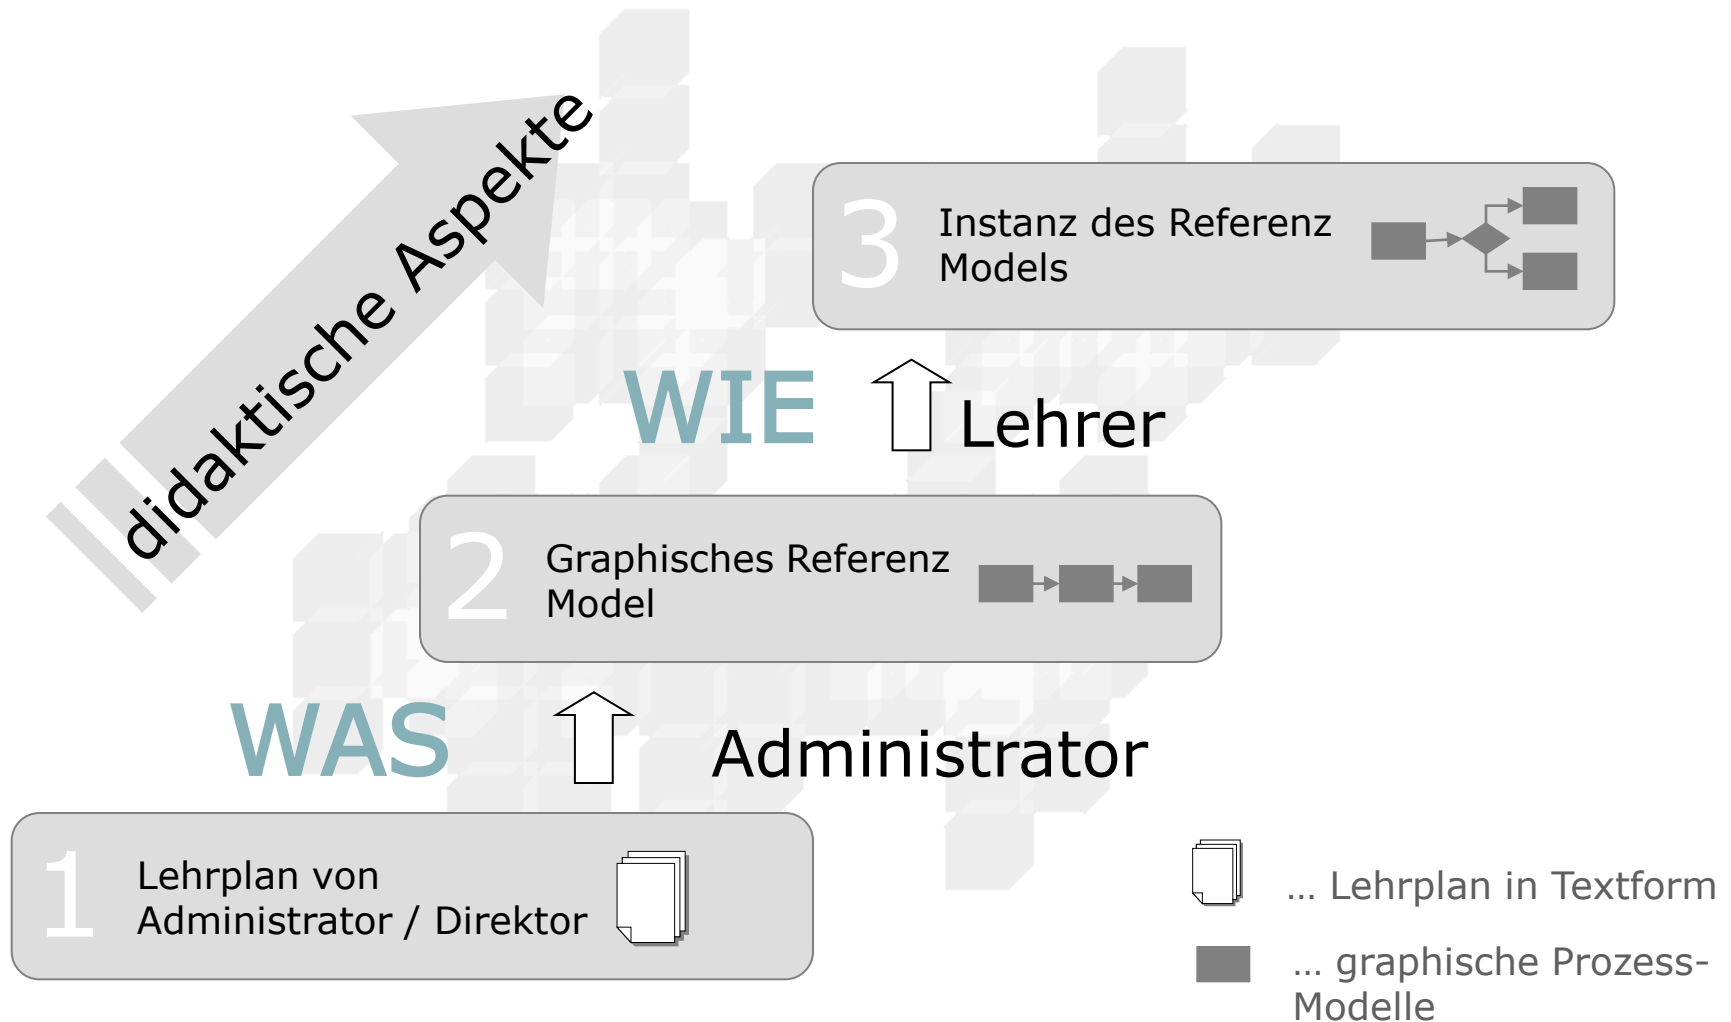 didaktische Aspekte
3
Instanz des Referenz
Models
WIE
Lehrer
2
Graphisches Referenz
Model
WAS
Administrator
1
Lehrplan von
Administrator / Direktor
... Lehrplan in Textform
... graphische Prozess-
Modelle